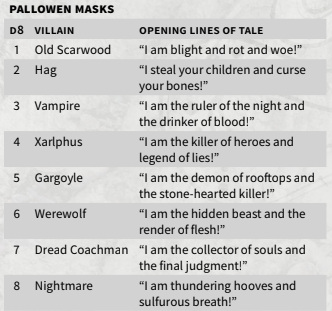 PALLOWEN MASKS
D8 VILLAIN OPENING LINES OF TALE
1 Old Scarwood “I am blight and rot and woe!”
2 Hag “I steal your children and curse
your bones!”
3 Vampire “I am the ruler of the night and
the drinker of blood!”
4 Xarlphus “I am the killer of heroes and
legend of lies!”
5 Gargoyle “I am the demon of rooftops and
the stone-hearted killer!”
6 Werewolf “I am the hidden beast and the
render of flesh!”
7 Dread Coachman “I am the collector of souls and
the final judgment!”
8 Nightmare “I am thundering hooves and
sulfurous breath!”